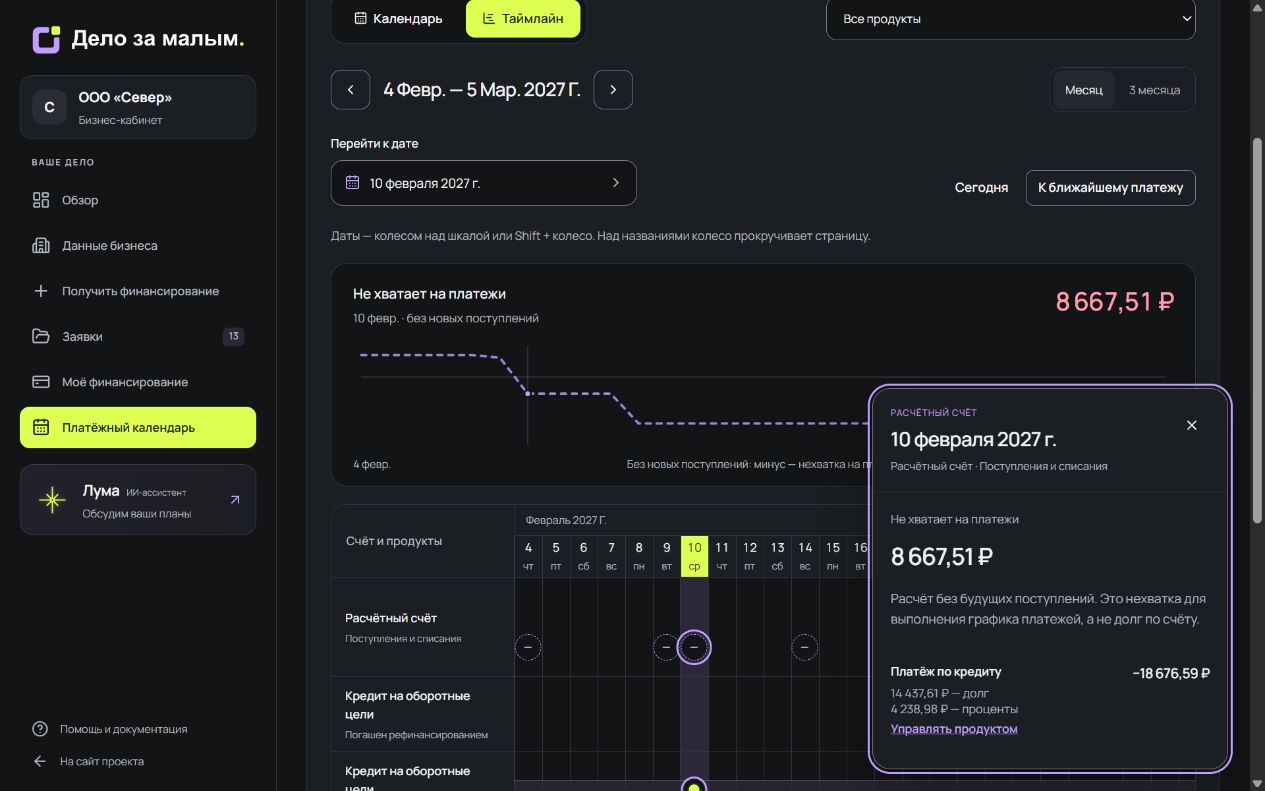 Дело за малым.
С
ООО «Север»
Бизнес-кабинет
ВАШЕ ДЕЛО
Обзор
Данные бизнеса
Получить финансирование
Заявки
13
Моё финансирование
Платёжный календарь
Лума ИИ-ассистент
Обсудим ваши планы
Помощь и документация
На сайт проекта
Календарь
Таймлайн
Все продукты
4 Февр. — 5 Мар. 2027 Г.
Месяц
3 месяца
Перейти к дате
10 февраля 2027 г.
Сегодня
К ближайшему платежу
Даты — колесом над шкалой или Shift + колесо. Над названиями колесо прокручивает страницу.
Не хватает на платежи
8 667,51 ₽
10 февр. · без новых поступлений
4 февр.
Без новых поступлений: минус — нехватка на
Счёт и продукты
Февраль 2027 Г.
4 5 6 7 8 9 10 11 12 13 14 15 16
чт пт сб вс пн вт ср чт пт сб вс пн вт
Расчётный счёт
Поступления и списания
Кредит на оборотные
цели
Погашен рефинансированием
Кредит на оборотные
цели
РАСЧЁТНЫЙ СЧЁТ
10 февраля 2027 г.
Расчётный счёт · Поступления и списания
Не хватает на платежи
8 667,51 ₽
Расчёт без будущих поступлений. Это нехватка для
выполнения графика платежей, а не долг по счёту.
Платёж по кредиту
−18 676,59 ₽
14 437,61 ₽ — долг
4 238,98 ₽ — проценты
Управлять продуктом